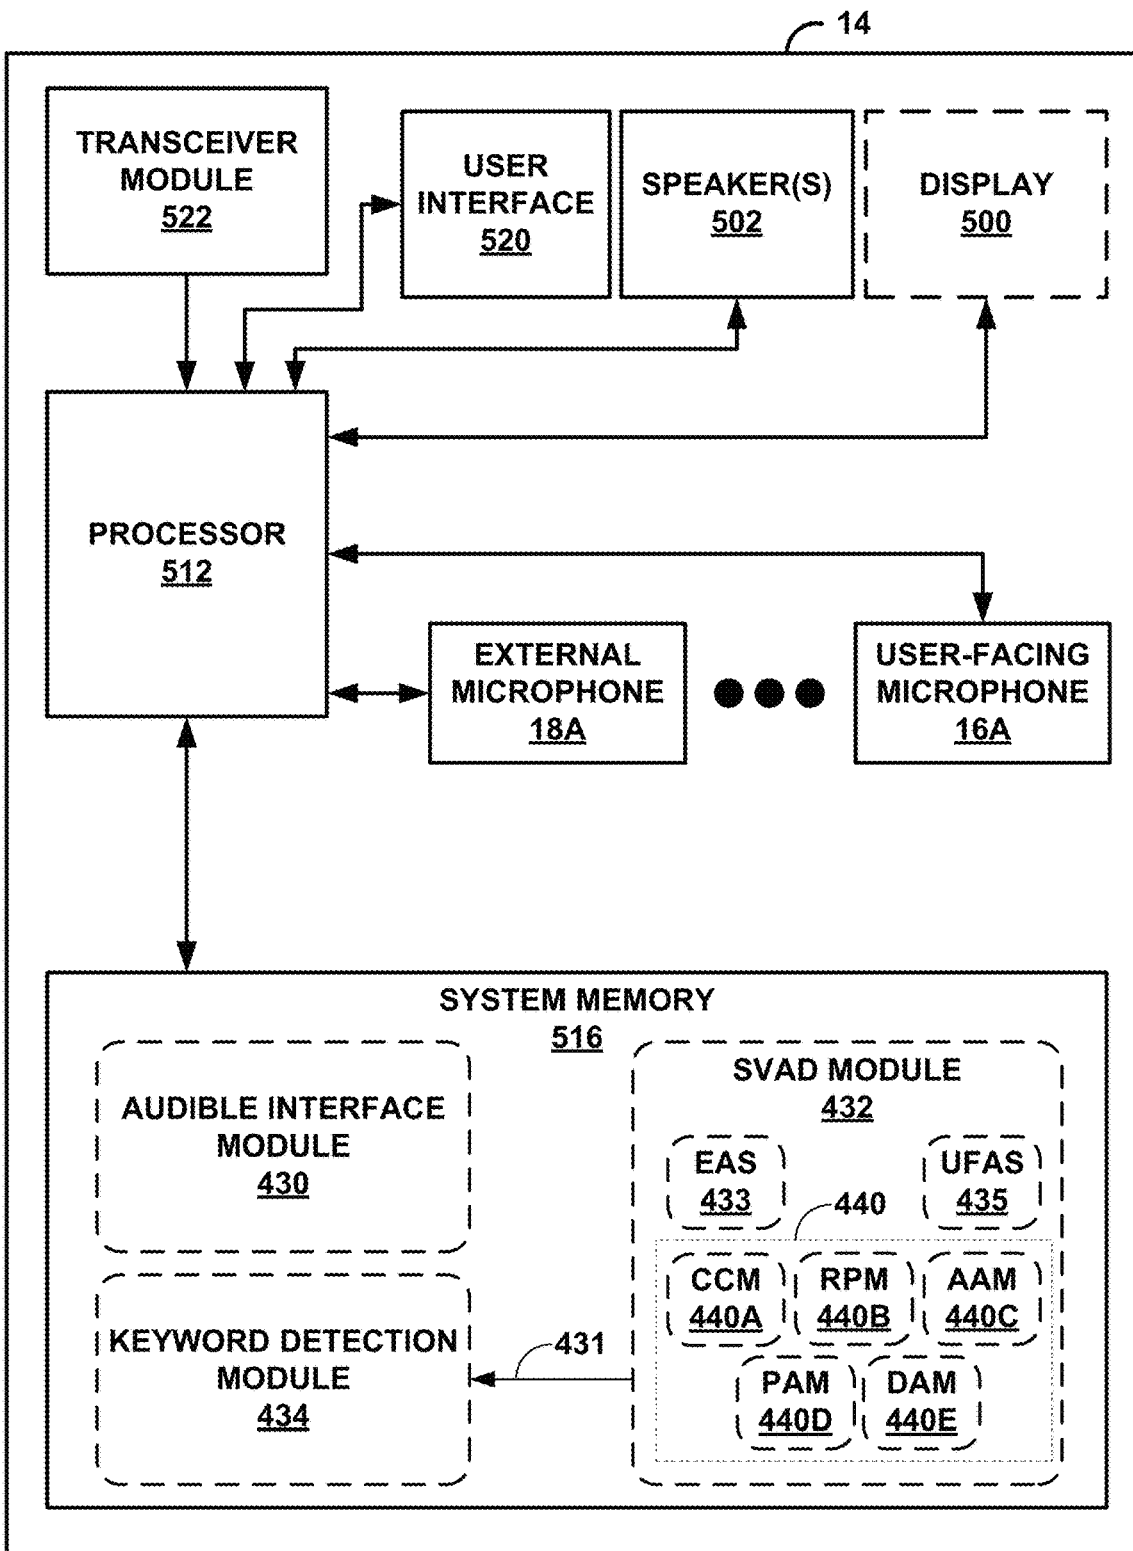 14
TRANSCEIVER
MODULE
522
USER
INTERFACE
520
SPEAKER(S)
502
DISPLAY
500
PROCESSOR
512
EXTERNAL
MICROPHONE
18A
USER-FACING
MICROPHONE
16A
SYSTEM MEMORY
516
AUDIBLE INTERFACE
MODULE
430
KEYWORD DETECTION
MODULE
434
431
SVAD MODULE
432
EAS
433
UFAS
435
440
CCM
440A
RPM
440B
AAM
440C
PAM
440D
DAM
440E